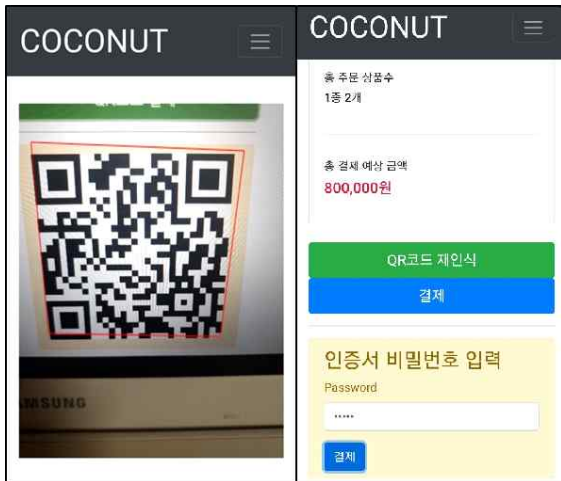 COCONUT
AMSUNG
COCONUT
총 주문 상품수
1종 2개
총 결제 예상 금액
800,000원
QR코드 재인식
결제
인증서 비밀번호 입력
Password
•••••
결제